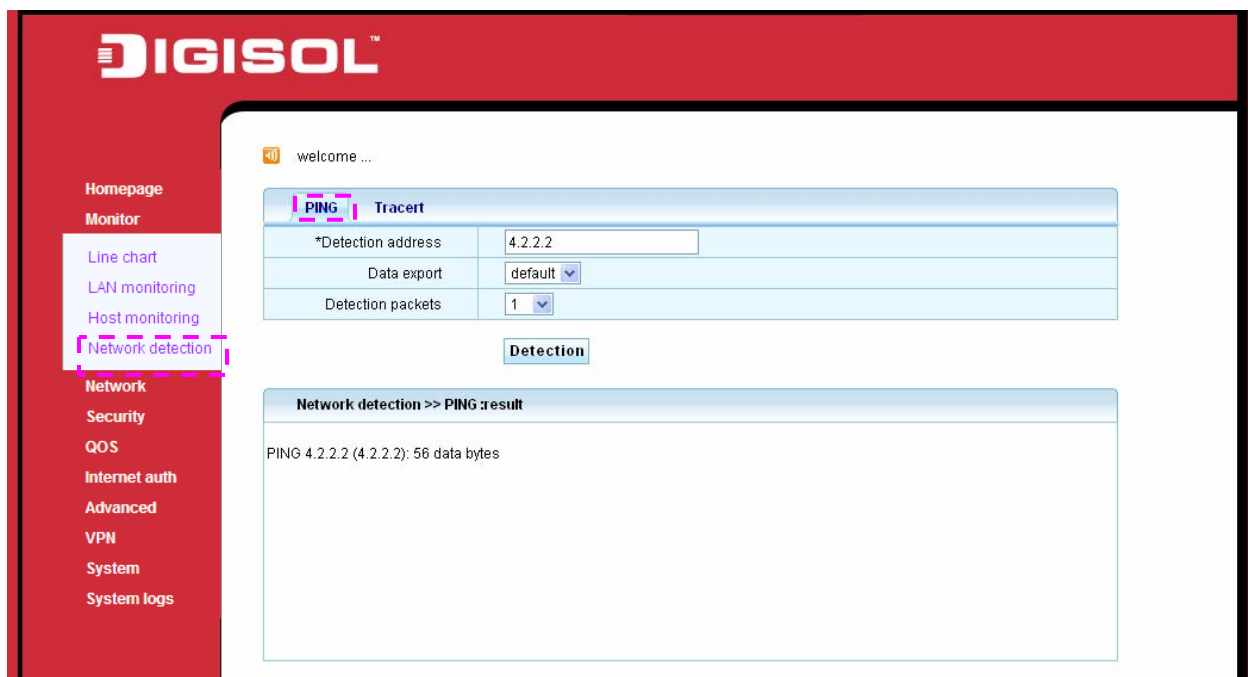 DIGISOL™
welcome ...
Homepage
Monitor
Line chart
LAN monitoring
Host monitoring
Network detection
Network
Security
QOS
Internet auth
Advanced
VPN
System
System logs
PING Tracert
*Detection address 4.2.2.2
Data export default
Detection packets 1
Detection
Network detection >> PING :result
PING 4.2.2.2 (4.2.2.2): 56 data bytes